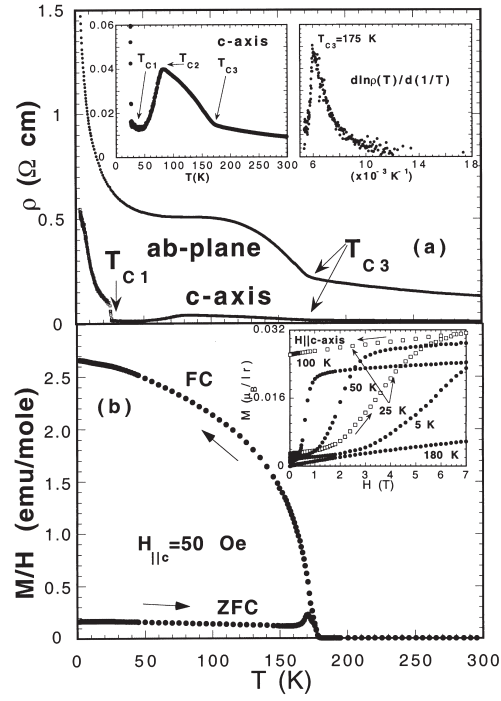 1.5
1
0.5
0
ρ (Ω cm)
0.06
0.04
0.02
0
c-axis
T_C1
T_C2
T_C3
0 50 100 150 200 250 300
T(K)
T_C3=175 K
dlnρ(T)/d(1/T)
6 10 14 18
(x10⁻³ K⁻¹)
ab-plane
(a)
T_C1
T_C3
c-axis
2.5
2.0
1.5
1.0
0.5
0
M/H (emu/mole)
FC
(b)
0.032
0.016
0
M (μ_B/Ir)
H||c-axis
100 K
50 K
25 K
5 K
180 K
0 1 2 3 4 5 6 7
H (T)
H_||c=50 Oe
ZFC
0 50 100 150 200 250 300
T (K)